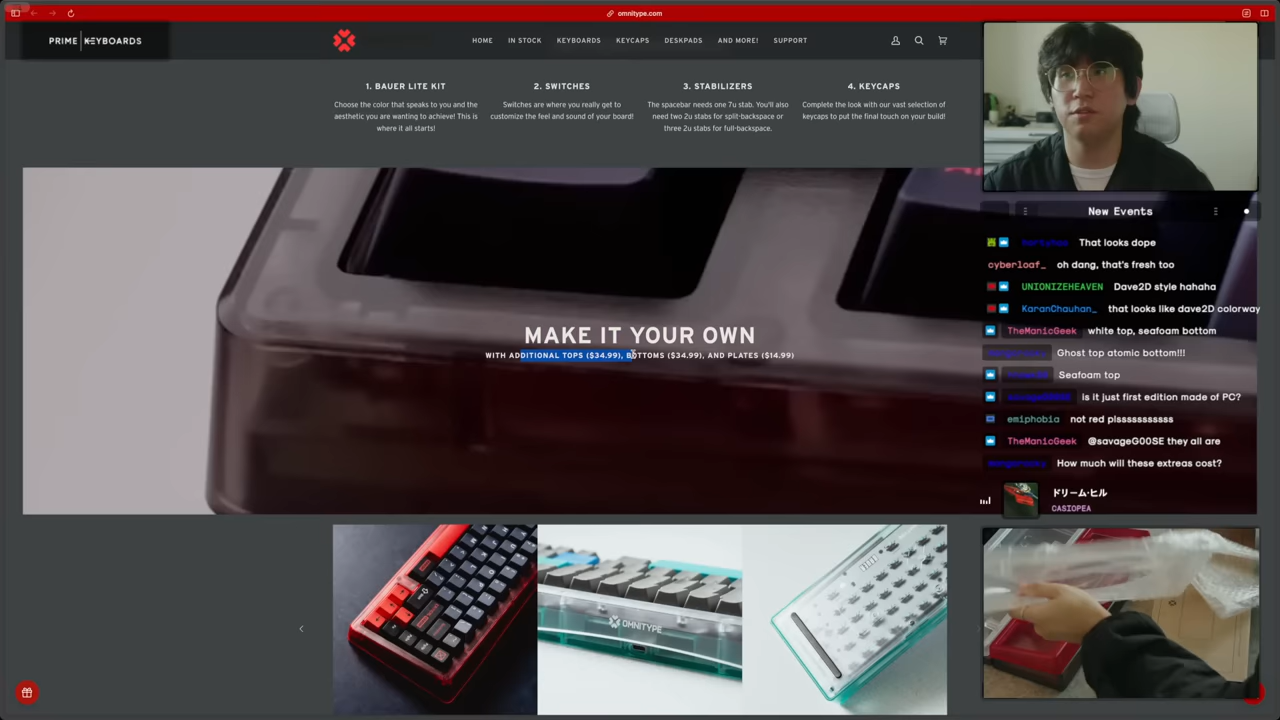 omnitype.com
PRIME KEYBOARDS
HOME
IN STOCK
KEYBOARDS
KEYCAPS
DESKPADS
AND MORE!
SUPPORT
1. BAUER LITE KIT
Choose the color that speaks to you and the
aesthetic you are wanting to achieve! This is
where it all starts!
2. SWITCHES
Switches are where you really get to
customize the feel and sound of your board!
3. STABILIZERS
The spacebar needs one 7u stab. You'll also
need two 2u stabs for split-backspace or
three 2u stabs for full-backspace.
4. KEYCAPS
Complete the look with our vast selection of
keycaps to put the final touch on your build!
MAKE IT YOUR OWN
WITH ADDITIONAL TOPS ($34.99), BOTTOMS ($34.99), AND PLATES ($14.99)
OMNITYPE
New Events
That looks dope
cyberloaf_ oh dang, that's fresh too
UNIONIZEHEAVEN Dave2D style hahaha
KaranChauhan_ that looks like dave2D colorway
TheManicGeek white top, seafoam bottom
Ghost top atomic bottom!!!
Seafoam top
is it just first edition made of PC?
emiphobia not red plsssssssssss
TheManicGeek @savageG00SE they all are
How much will these extreas cost?
ドリーム・ヒル
CASIOPEA